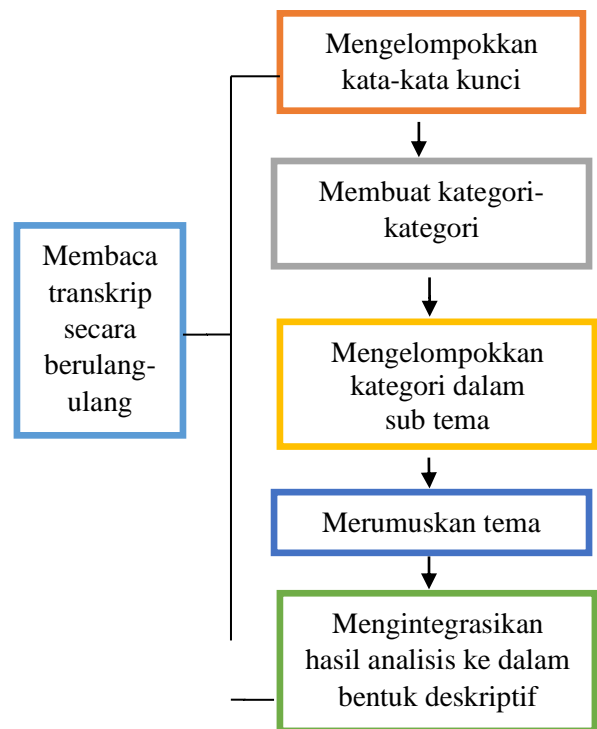 Mengelompokkan
kata-kata kunci
Membuat kategori-
kategori
Membaca
transkrip
secara
berulang-
ulang
Mengelompokkan
kategori dalam
sub tema
Merumuskan tema
Mengintegrasikan
hasil analisis ke dalam
bentuk deskriptif